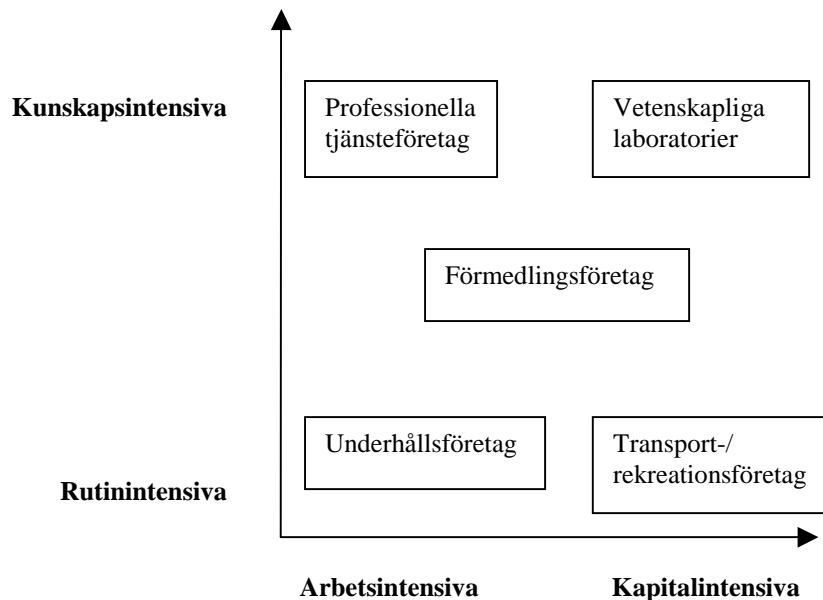 Kunskapsintensiva
Professionella
tjänsteföretag
Vetenskapliga
laboratorier
Förmedlingsföretag
Underhållsföretag
Transport-/
rekreationsföretag
Rutinintensiva
Arbetsintensiva
Kapitalintensiva